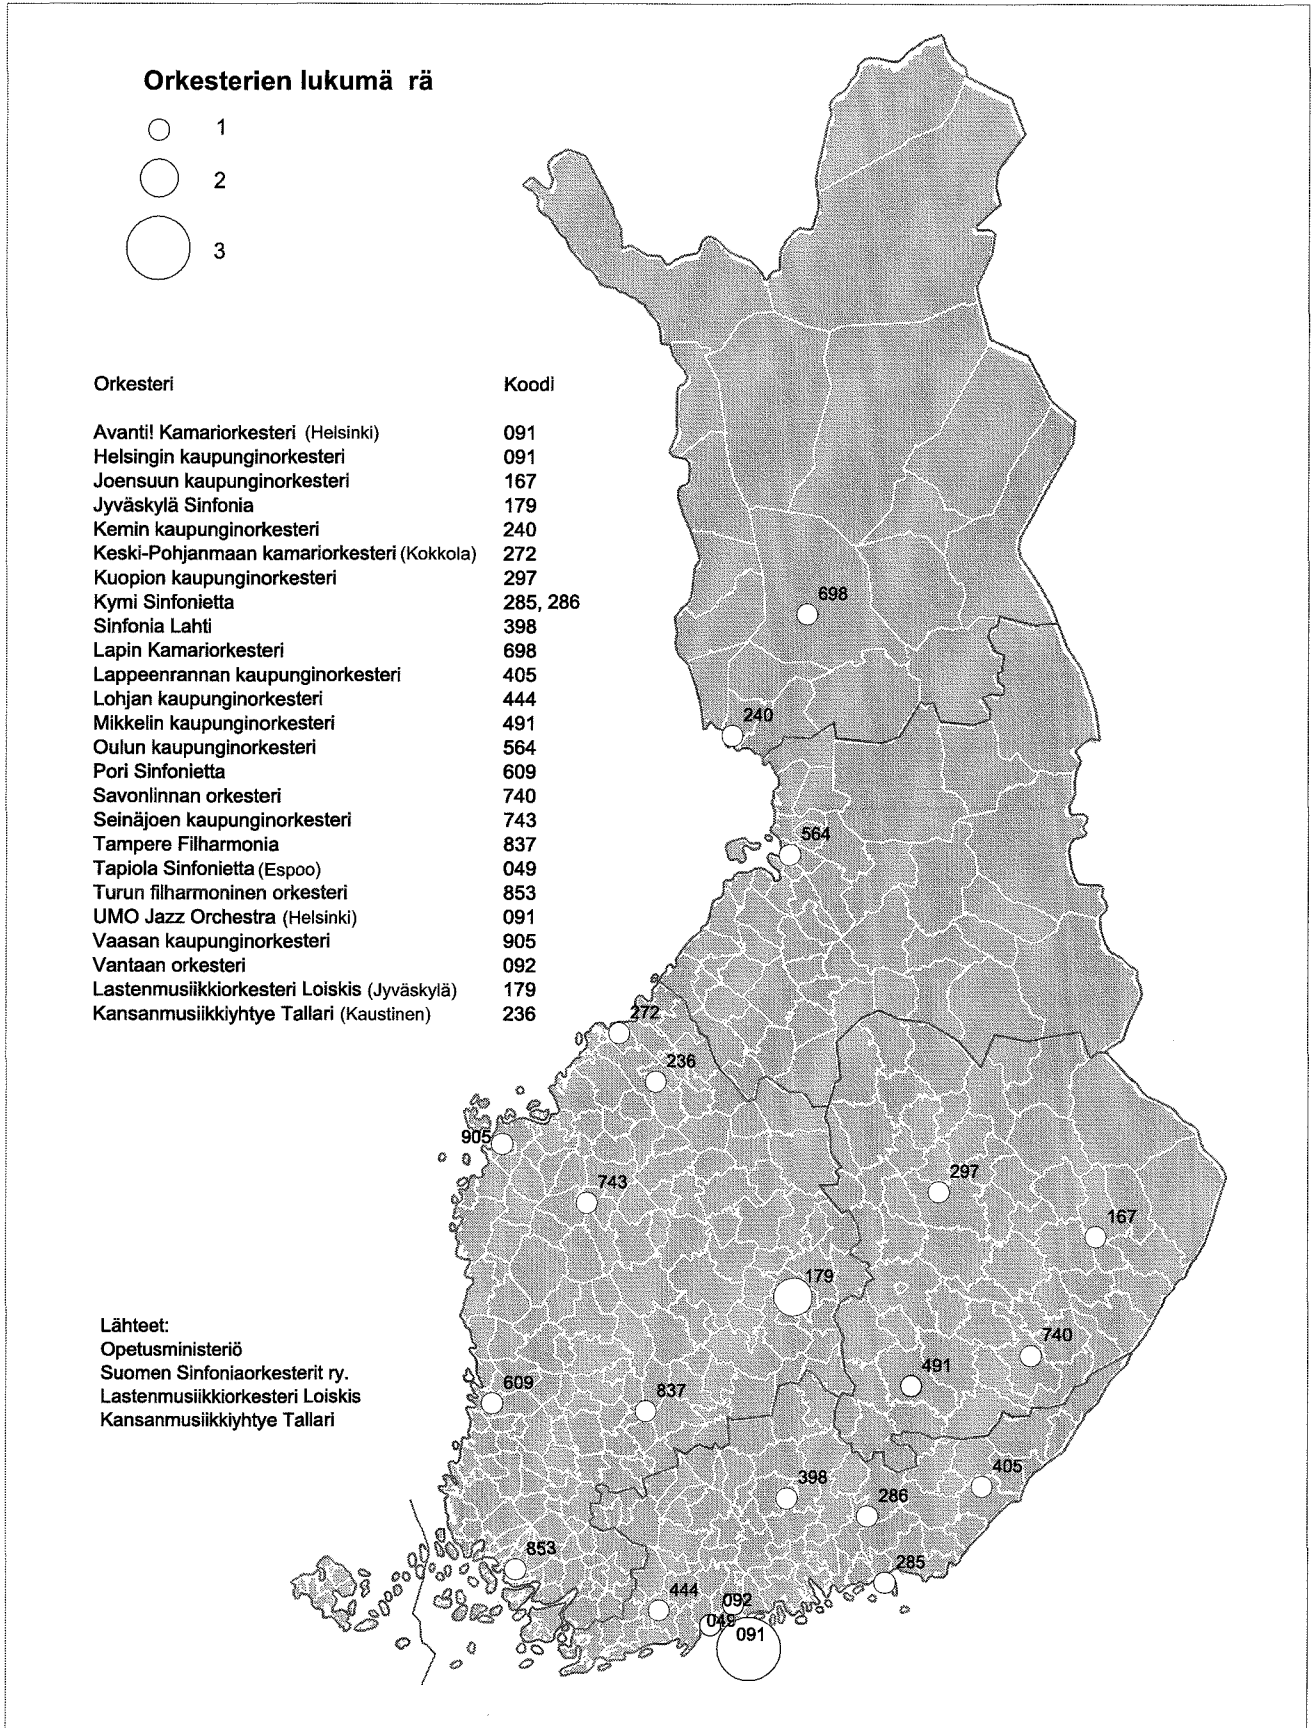 Orkesterien lukumä rä
1
2
3
Orkesteri Koodi
Avanti! Kamariorkesteri (Helsinki) 091
Helsingin kaupunginorkesteri 091
Joensuun kaupunginorkesteri 167
Jyväskylä Sinfonia 179
Kemin kaupunginorkesteri 240
Keski-Pohjanmaan kamariorkesteri (Kokkola) 272
Kuopion kaupunginorkesteri 297
Kymi Sinfonietta 285, 286
Sinfonia Lahti 398
Lapin Kamariorkesteri 698
Lappeenrannan kaupunginorkesteri 405
Lohjan kaupunginorkesteri 444
Mikkelin kaupunginorkesteri 491
Oulun kaupunginorkesteri 564
Pori Sinfonietta 609
Savonlinnan orkesteri 740
Seinäjoen kaupunginorkesteri 743
Tampere Filharmonia 837
Tapiola Sinfonietta (Espoo) 049
Turun filharmoninen orkesteri 853
UMO Jazz Orchestra (Helsinki) 091
Vaasan kaupunginorkesteri 905
Vantaan orkesteri 092
Lastenmusiikkiorkesteri Loiskis (Jyväskylä) 179
Kansanmusiikkiyhtye Tallari (Kaustinen) 236
Lähteet:
Opetusministeriö
Suomen Sinfoniaorkesterit ry.
Lastenmusiikkiorkesteri Loiskis
Kansanmusiikkiyhtye Tallari
698
240
564
272
236
905
743
297
167
179
740
491
609
837
405
398
286
853
285
444
092
049
091